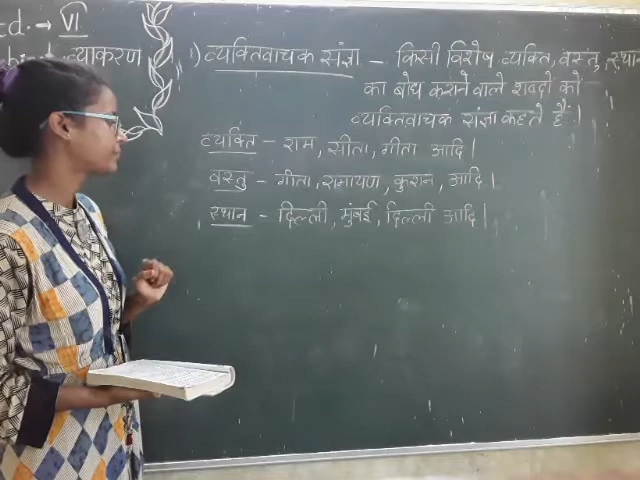 td. → VI
व्याकरण
1) व्यक्तिवाचक संज्ञा – किसी विशेष व्यक्ति, वस्तु, स्थान
का बोध कराने वाले शब्दों को
व्यक्तिवाचक संज्ञा कहते हैं।
व्यक्ति – राम, सीता, गीता आदि।
वस्तु – गीता, रामायण, कुरान, आदि।
स्थान – दिल्ली, मुंबई, दिल्ली आदि।